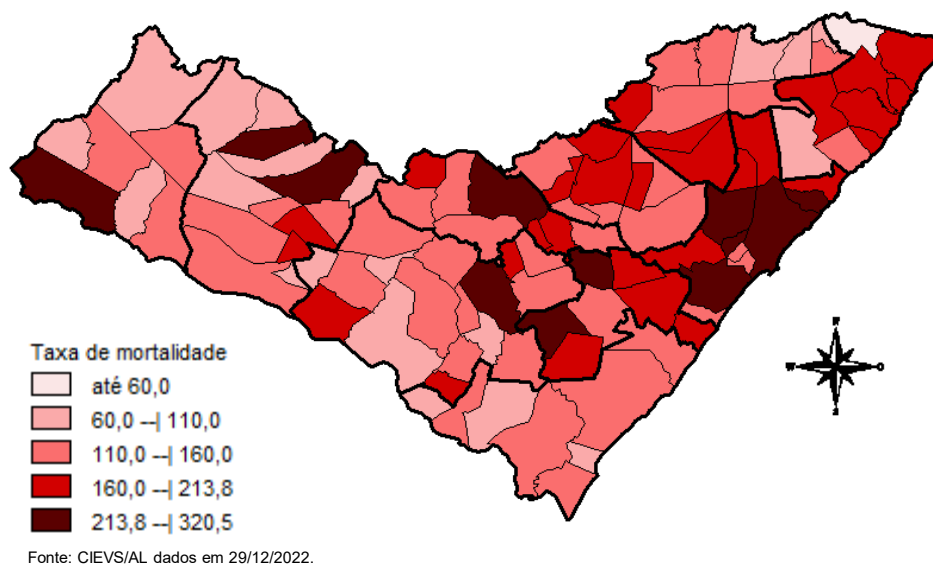 Taxa de mortalidade
até 60,0
60,0 --| 110,0
110,0 --| 160,0
160,0 --| 213,8
213,8 --| 320,5
Fonte: CIEVS/AL dados em 29/12/2022.